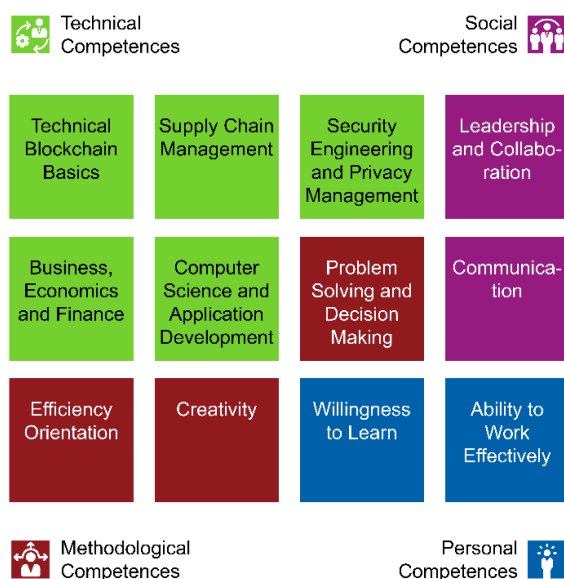 Technical
Competences
Social
Competences
Technical
Blockchain
Basics
Supply Chain
Management
Security
Engineering
and Privacy
Management
Leadership
and Collabo-
ration
Business,
Economics
and Finance
Computer
Science and
Application
Development
Problem
Solving and
Decision
Making
Communica-
tion
Efficiency
Orientation
Creativity
Willingness
to Learn
Ability to
Work
Effectively
Methodological
Competences
Personal
Competences